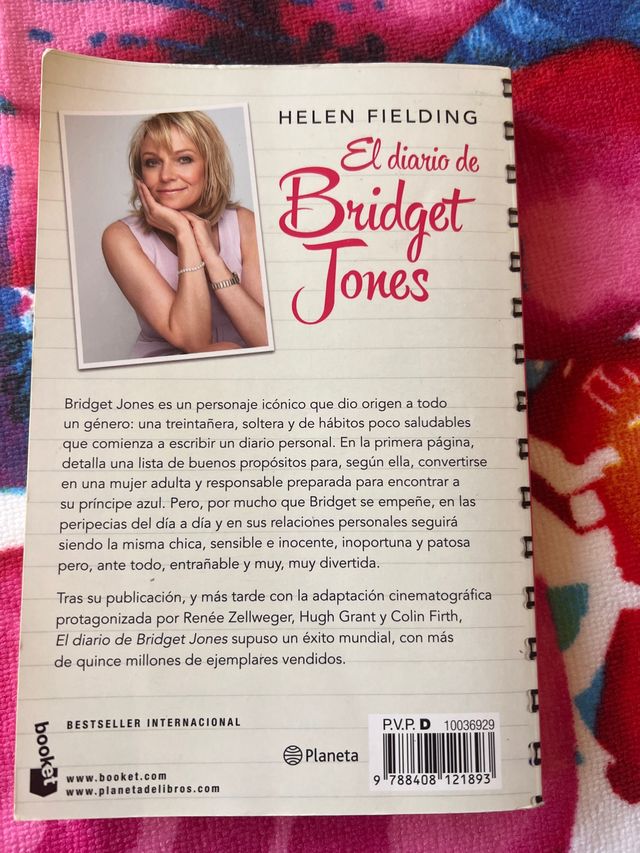 HELEN FIELDING
El diario de
Bridget
Jones
Bridget Jones es un personaje icónico que dio origen a todo
un género: una treintañera, soltera y de hábitos poco saludables
que comienza a escribir un diario personal. En la primera página,
detalla una lista de buenos propósitos para, según ella, convertirse
en una mujer adulta y responsable preparada para encontrar a
su príncipe azul. Pero, por mucho que Bridget se empeñe, en las
peripecias del día a día y en sus relaciones personales seguirá
siendo la misma chica, sensible e inocente, inoportuna y patosa
pero, ante todo, entrañable y muy, muy divertida.
Tras su publicación, y más tarde con la adaptación cinematográfica
protagonizada por Renée Zellweger, Hugh Grant y Colin Firth,
El diario de Bridget Jones supuso un éxito mundial, con más
de quince millones de ejemplares vendidos.
BESTSELLER INTERNACIONAL
booket
www.booket.com
www.planetadelibros.com
Planeta
P.V.P. D 10036929
9 788408 121893